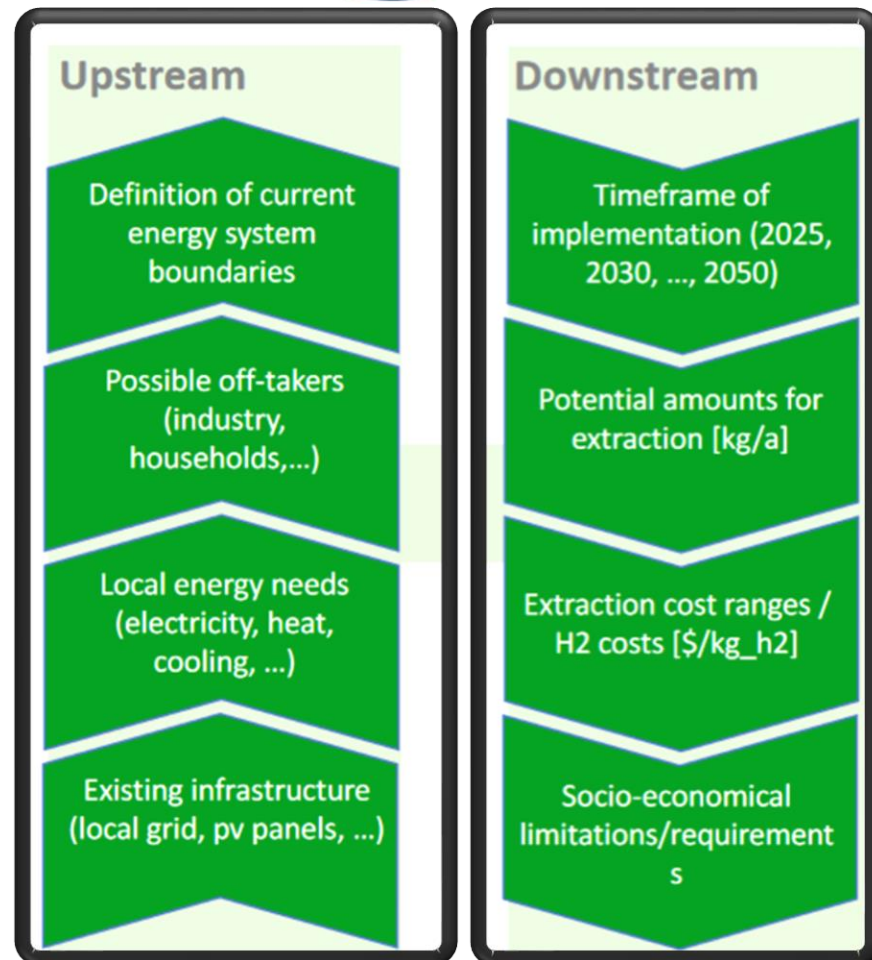 Upstream
Definition of current
energy system
boundaries
Possible off-takers
(industry,
households,...)
Local energy needs
(electricity, heat,
cooling, ...)
Existing infrastructure
(local grid, pv panels, ...)
Downstream
Timeframe of
implementation (2025,
2030, ..., 2050)
Potential amounts for
extraction [kg/a]
Extraction cost ranges /
H2 costs [$/kg_h2]
Socio-economical
limitations/requirement
s